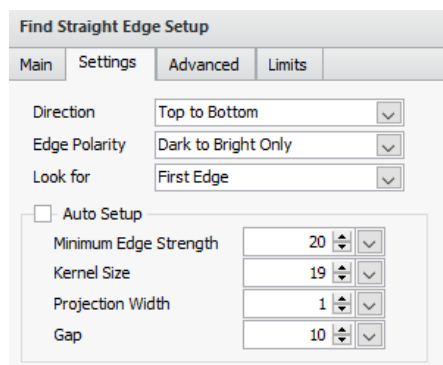 Find Straight Edge Setup
Main Settings Advanced Limits
Direction Top to Bottom
Edge Polarity Dark to Bright Only
Look for First Edge
Auto Setup
Minimum Edge Strength 20
Kernel Size 19
Projection Width 1
Gap 10